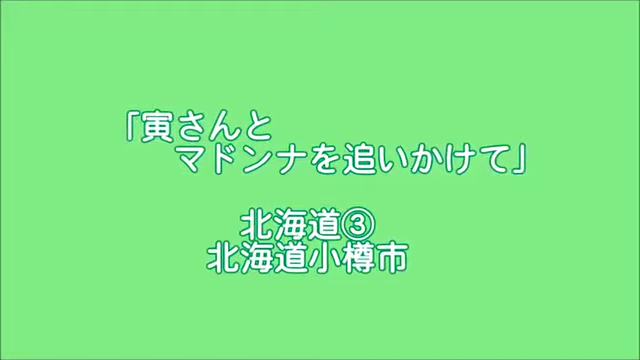 「寅さんと
マドンナを追いかけて」
北海道③
北海道小樽市